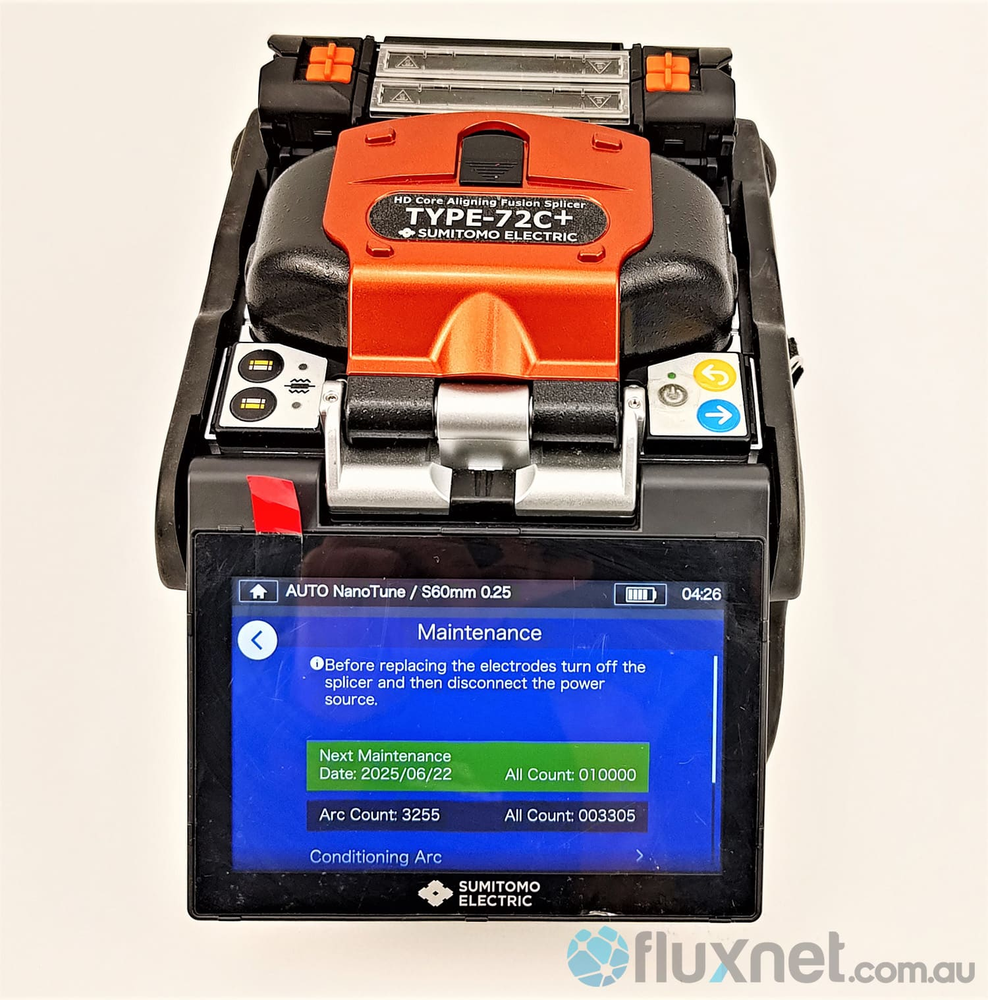 HD Core Aligning Fusion Splicer
TYPE-72C+
SUMITOMO ELECTRIC
AUTO NanoTune / S60mm 0.25
04:26
Maintenance
Before replacing the electrodes turn off the
splicer and then disconnect the power
source.
Next Maintenance
Date: 2025/06/22 All Count: 010000
Arc Count: 3255 All Count: 003305
Conditioning Arc >
SUMITOMO
ELECTRIC
fluxnet.com.au